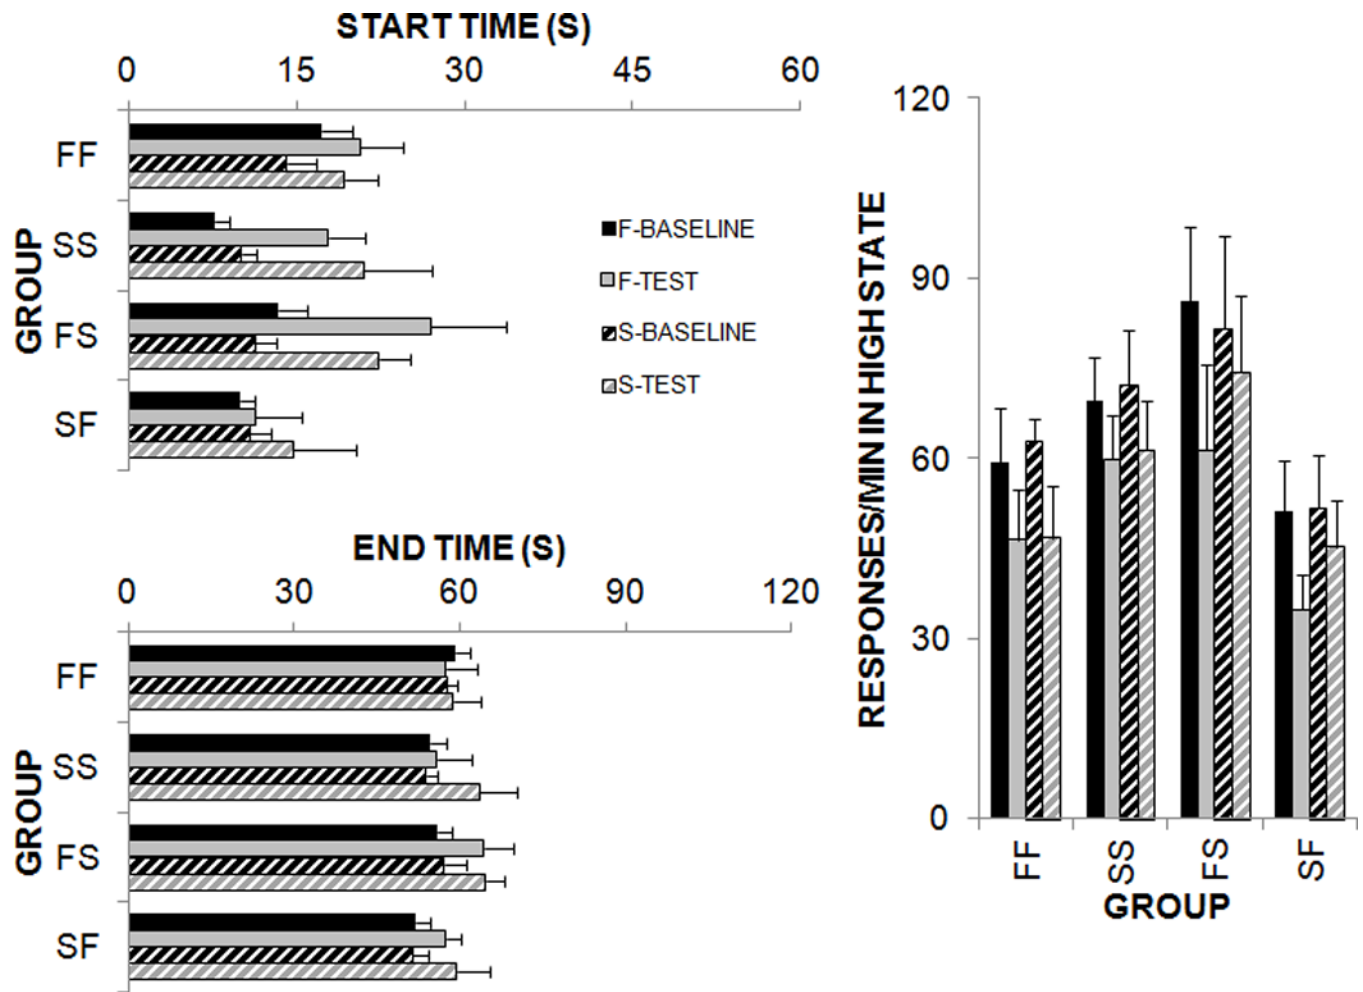 START TIME (S)
0 15 30 45 60
GROUP
FF
SS
FS
SF
F-BASELINE
F-TEST
S-BASELINE
S-TEST
END TIME (S)
0 30 60 90 120
GROUP
FF
SS
FS
SF
RESPONSES/MIN IN HIGH STATE
120
90
60
30
0
FF SS FS SF
GROUP